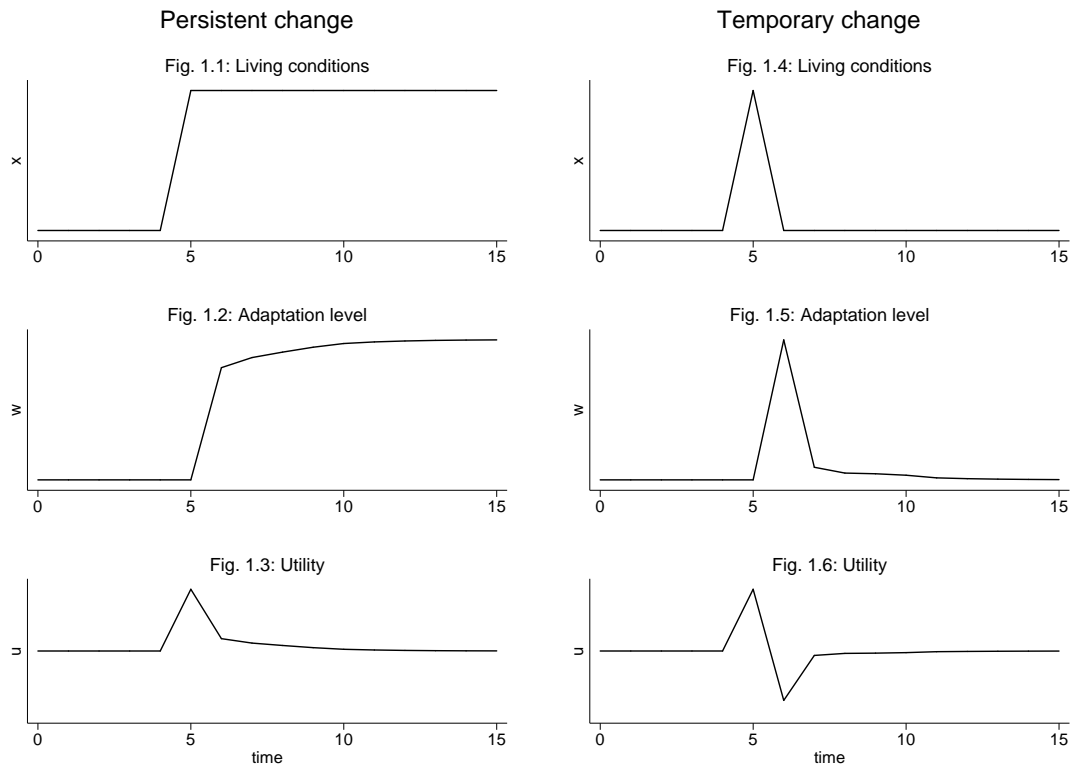 Persistent change
Temporary change
Fig. 1.1: Living conditions
x
0 5 10 15
Fig. 1.4: Living conditions
x
0 5 10 15
Fig. 1.2: Adaptation level
w
0 5 10 15
Fig. 1.5: Adaptation level
w
0 5 10 15
Fig. 1.3: Utility
u
0 5 10 15
time
Fig. 1.6: Utility
u
0 5 10 15
time